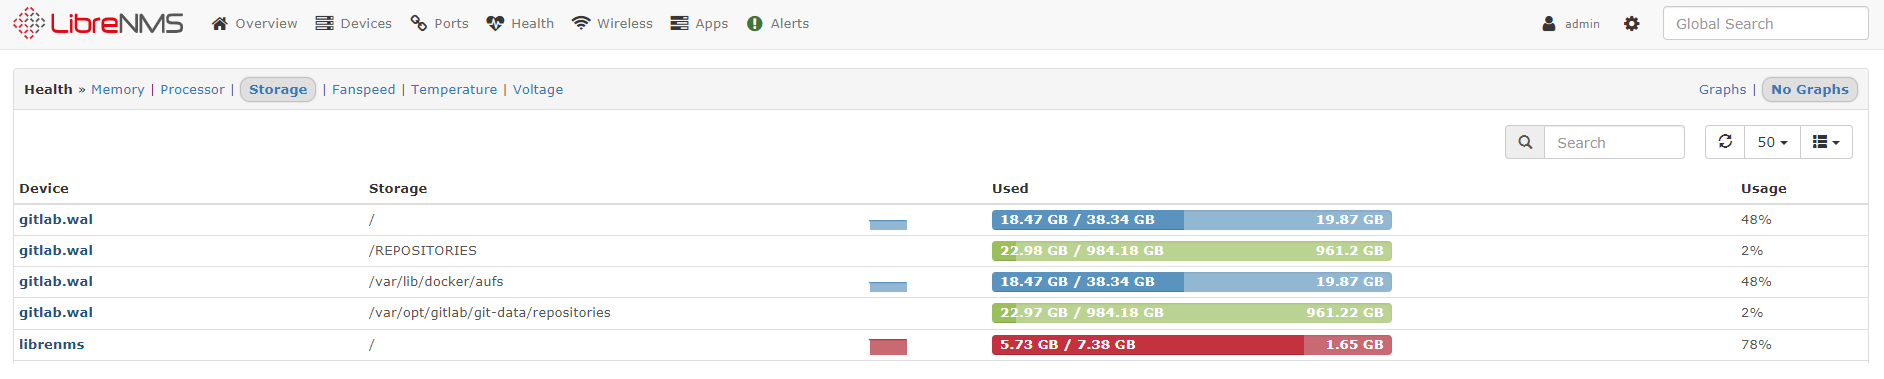 LibreNMS Overview Devices Ports Health Wireless Apps Alerts admin Global Search
Health » Memory | Processor | Storage | Fanspeed | Temperature | Voltage Graphs | No Graphs
Search 50
Device Storage Used Usage
gitlab.wal / 18.47 GB / 38.34 GB 19.87 GB 48%
gitlab.wal /REPOSITORIES 22.98 GB / 984.18 GB 961.2 GB 2%
gitlab.wal /var/lib/docker/aufs 18.47 GB / 38.34 GB 19.87 GB 48%
gitlab.wal /var/opt/gitlab/git-data/repositories 22.97 GB / 984.18 GB 961.22 GB 2%
librenms / 5.73 GB / 7.38 GB 1.65 GB 78%